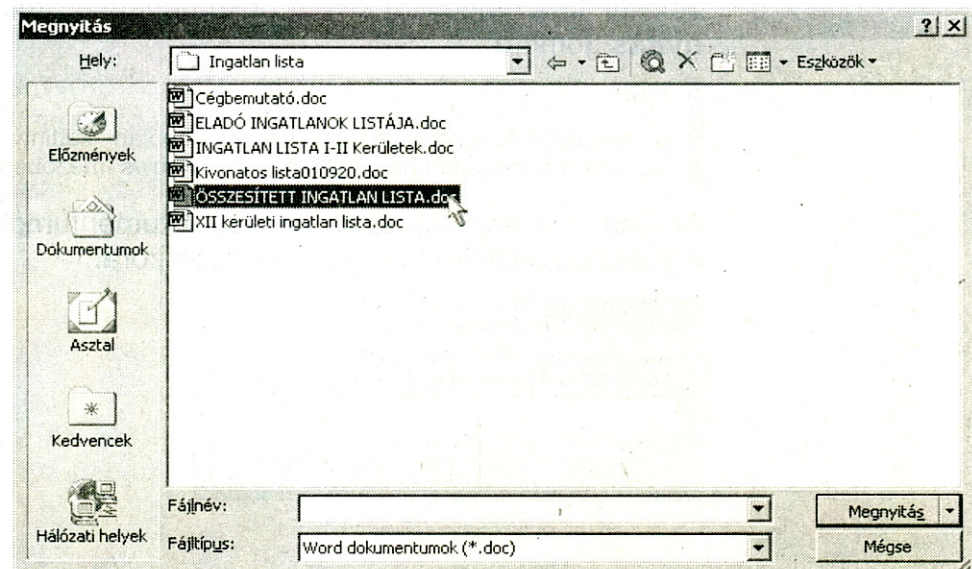 Megnyitás
Hely:
Ingatlan lista
Eszközök
Cégbemutató.doc
ELADÓ INGATLANOK LISTÁJA.doc
INGATLAN LISTA I-II Kerületek.doc
Kivonatos lista010920.doc
ÖSSZESÍTETT INGATLAN LISTA.doc
XII kerületi ingatlan lista.doc
Előzmények
Dokumentumok
Asztal
Kedvencek
Hálózati helyek
Fájlnév:
Megnyitás
Fájltípus:
Word dokumentumok (*.doc)
Mégse